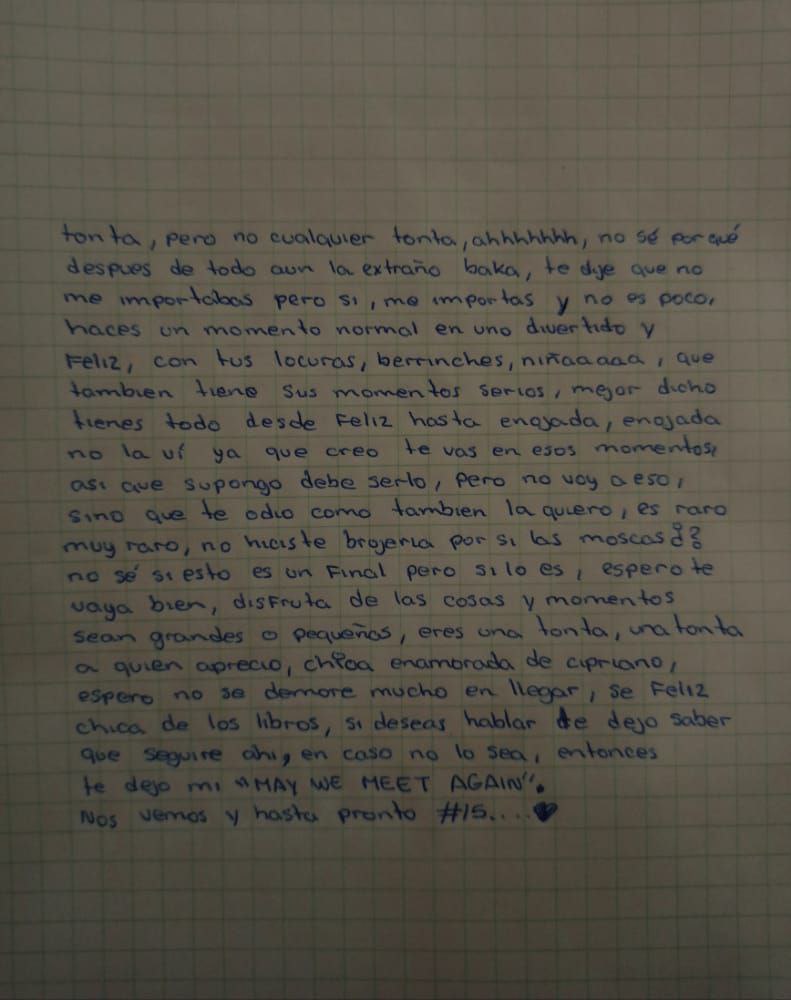 tonta, pero no cualquier tonta, ahhhhhhh, no sé por qué
despues de todo aun la extraño baka, te dije que no
me importabas pero si, me importas y no es poco,
haces un momento normal en uno divertido y
Feliz, con tus locuras, berrinches, niñaaaaa, que
tambien tiene sus momentos serios, mejor dicho
tienes todo desde Feliz hasta enojada, enojada
no la ví ya que creo te vas en esos momentos,
asi que supongo debe serlo, pero no voy a eso,
sino que te odio como tambien la quiero, es raro
muy raro, no hiciste brojeria por si las moscas¿?
no sé si esto es un Final pero si lo es, espero te
vaya bien, disfruta de las cosas y momentos
sean grandes o pequeños, eres una tonta, una tonta
a quien aprecio, chica enamorada de cipriano,
espero no se demore mucho en llegar, se Feliz
chica de los libros, si deseas hablar te dejo saber
que seguire ahi, en caso no lo sea, entonces
te dejo mi "MAY WE MEET AGAIN".
Nos vemos y hasta pronto #15....♥